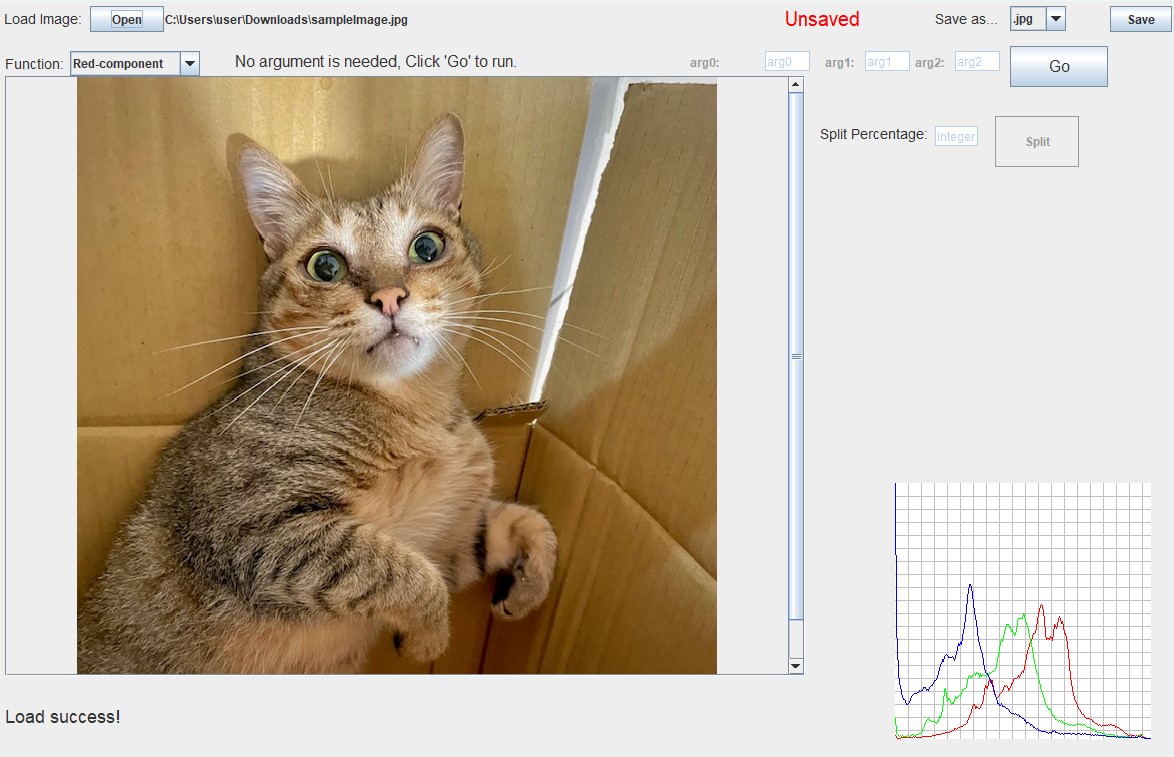 Load Image: Open C:\Users\user\Downloads\sampleImage.jpg Unsaved Save as... .jpg Save
Function: Red-component No argument is needed, Click 'Go' to run. arg0: arg0 arg1: arg1 arg2: arg2 Go
Split Percentage: integer Split
Load success!